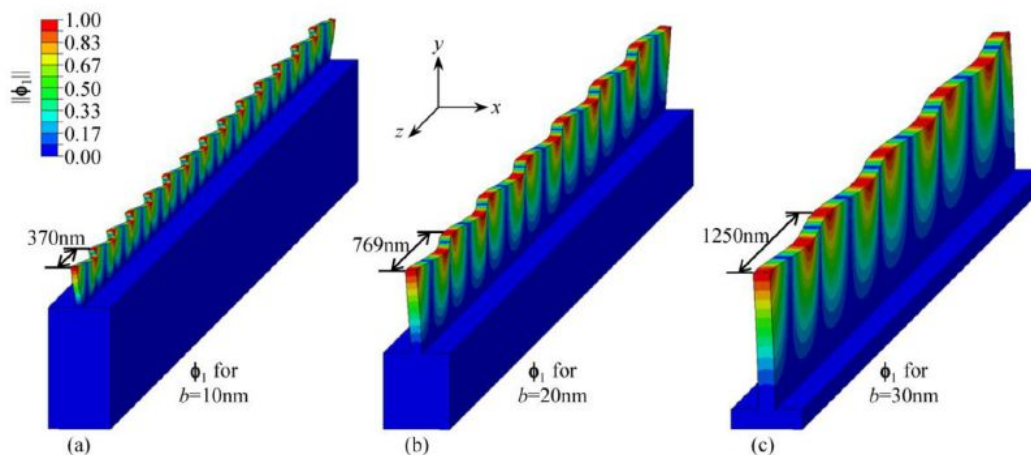 1.00
0.83
0.67
0.50
0.33
0.17
0.00
||ϕ₁||
y
x
z
370nm
769nm
1250nm
ϕ₁ for
b=10nm
ϕ₁ for
b=20nm
ϕ₁ for
b=30nm
(a)
(b)
(c)